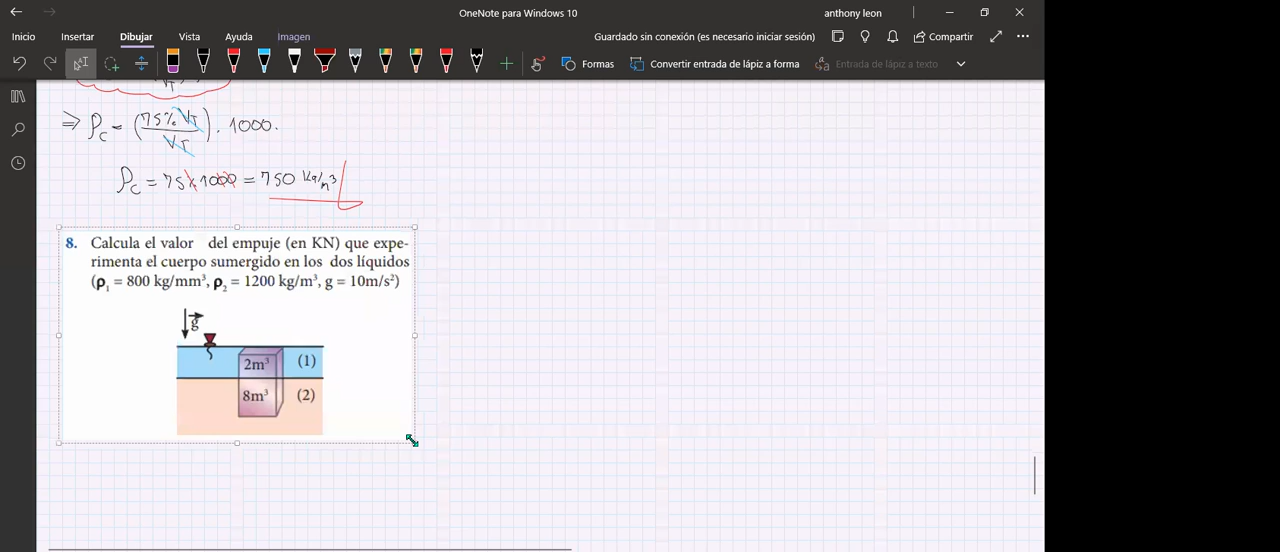 OneNote para Windows 10
anthony leon
Inicio Insertar Dibujar Vista Ayuda Imagen
Guardado sin conexión (es necesario iniciar sesión) Compartir
Formas Convertir entrada de lápiz a forma Entrada de lápiz a texto
⇒ ρc = (75% VT / VT) . 1000.
ρc = 75% 1000 = 750 kg/m³
8. Calcula el valor del empuje (en KN) que expe-
rimenta el cuerpo sumergido en los dos líquidos
(ρ₁ = 800 kg/mm³, ρ₂ = 1200 kg/m³, g = 10m/s²)
g
2m³ (1)
8m³ (2)